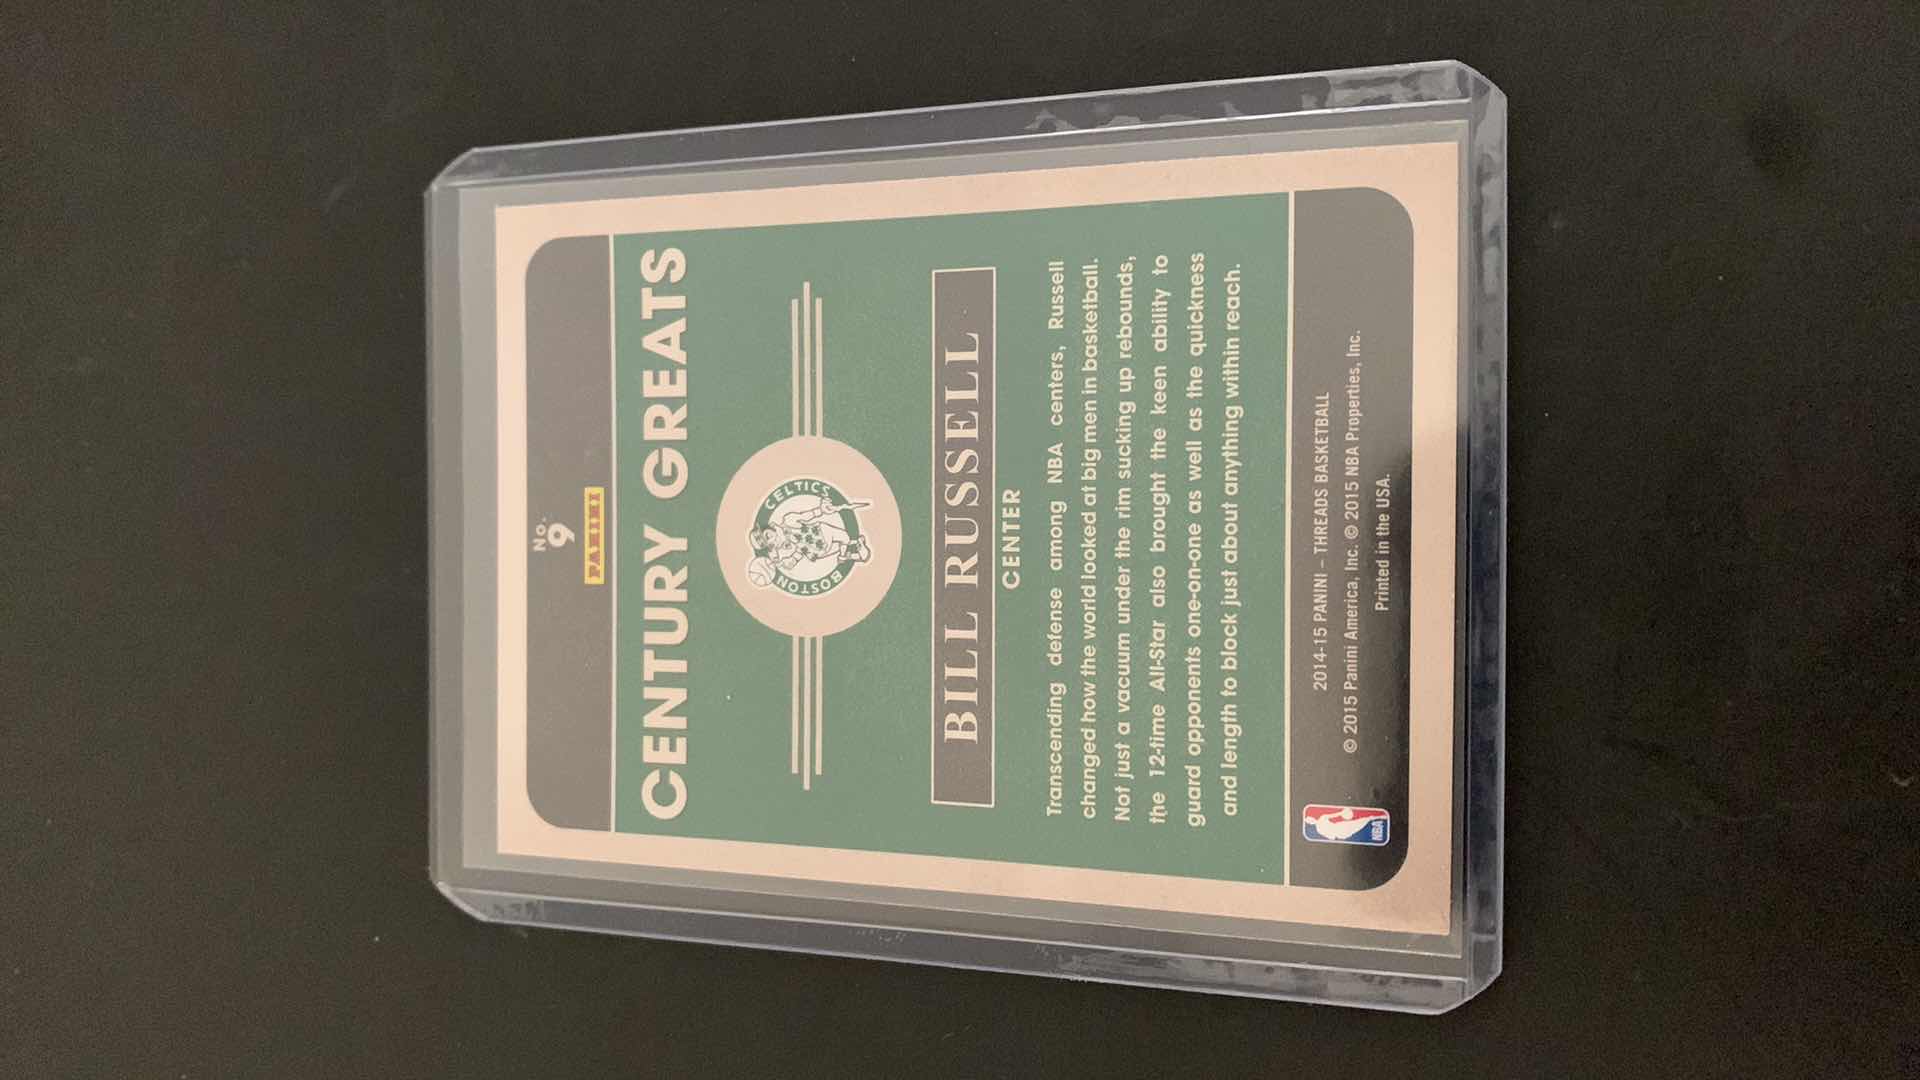 No.
9
PANINI
CENTURY GREATS
BOSTON CELTICS
BILL RUSSELL
CENTER
Transcending defense among NBA centers, Russell
changed how the world looked at big men in basketball.
Not just a vacuum under the rim sucking up rebounds,
the 12-time All-Star also brought the keen ability to
guard opponents one-on-one as well as the quickness
and length to block just about anything within reach.
2014-15 PANINI – THREADS BASKETBALL
© 2015 Panini America, Inc. © 2015 NBA Properties, Inc.
Printed in the USA.
NBA